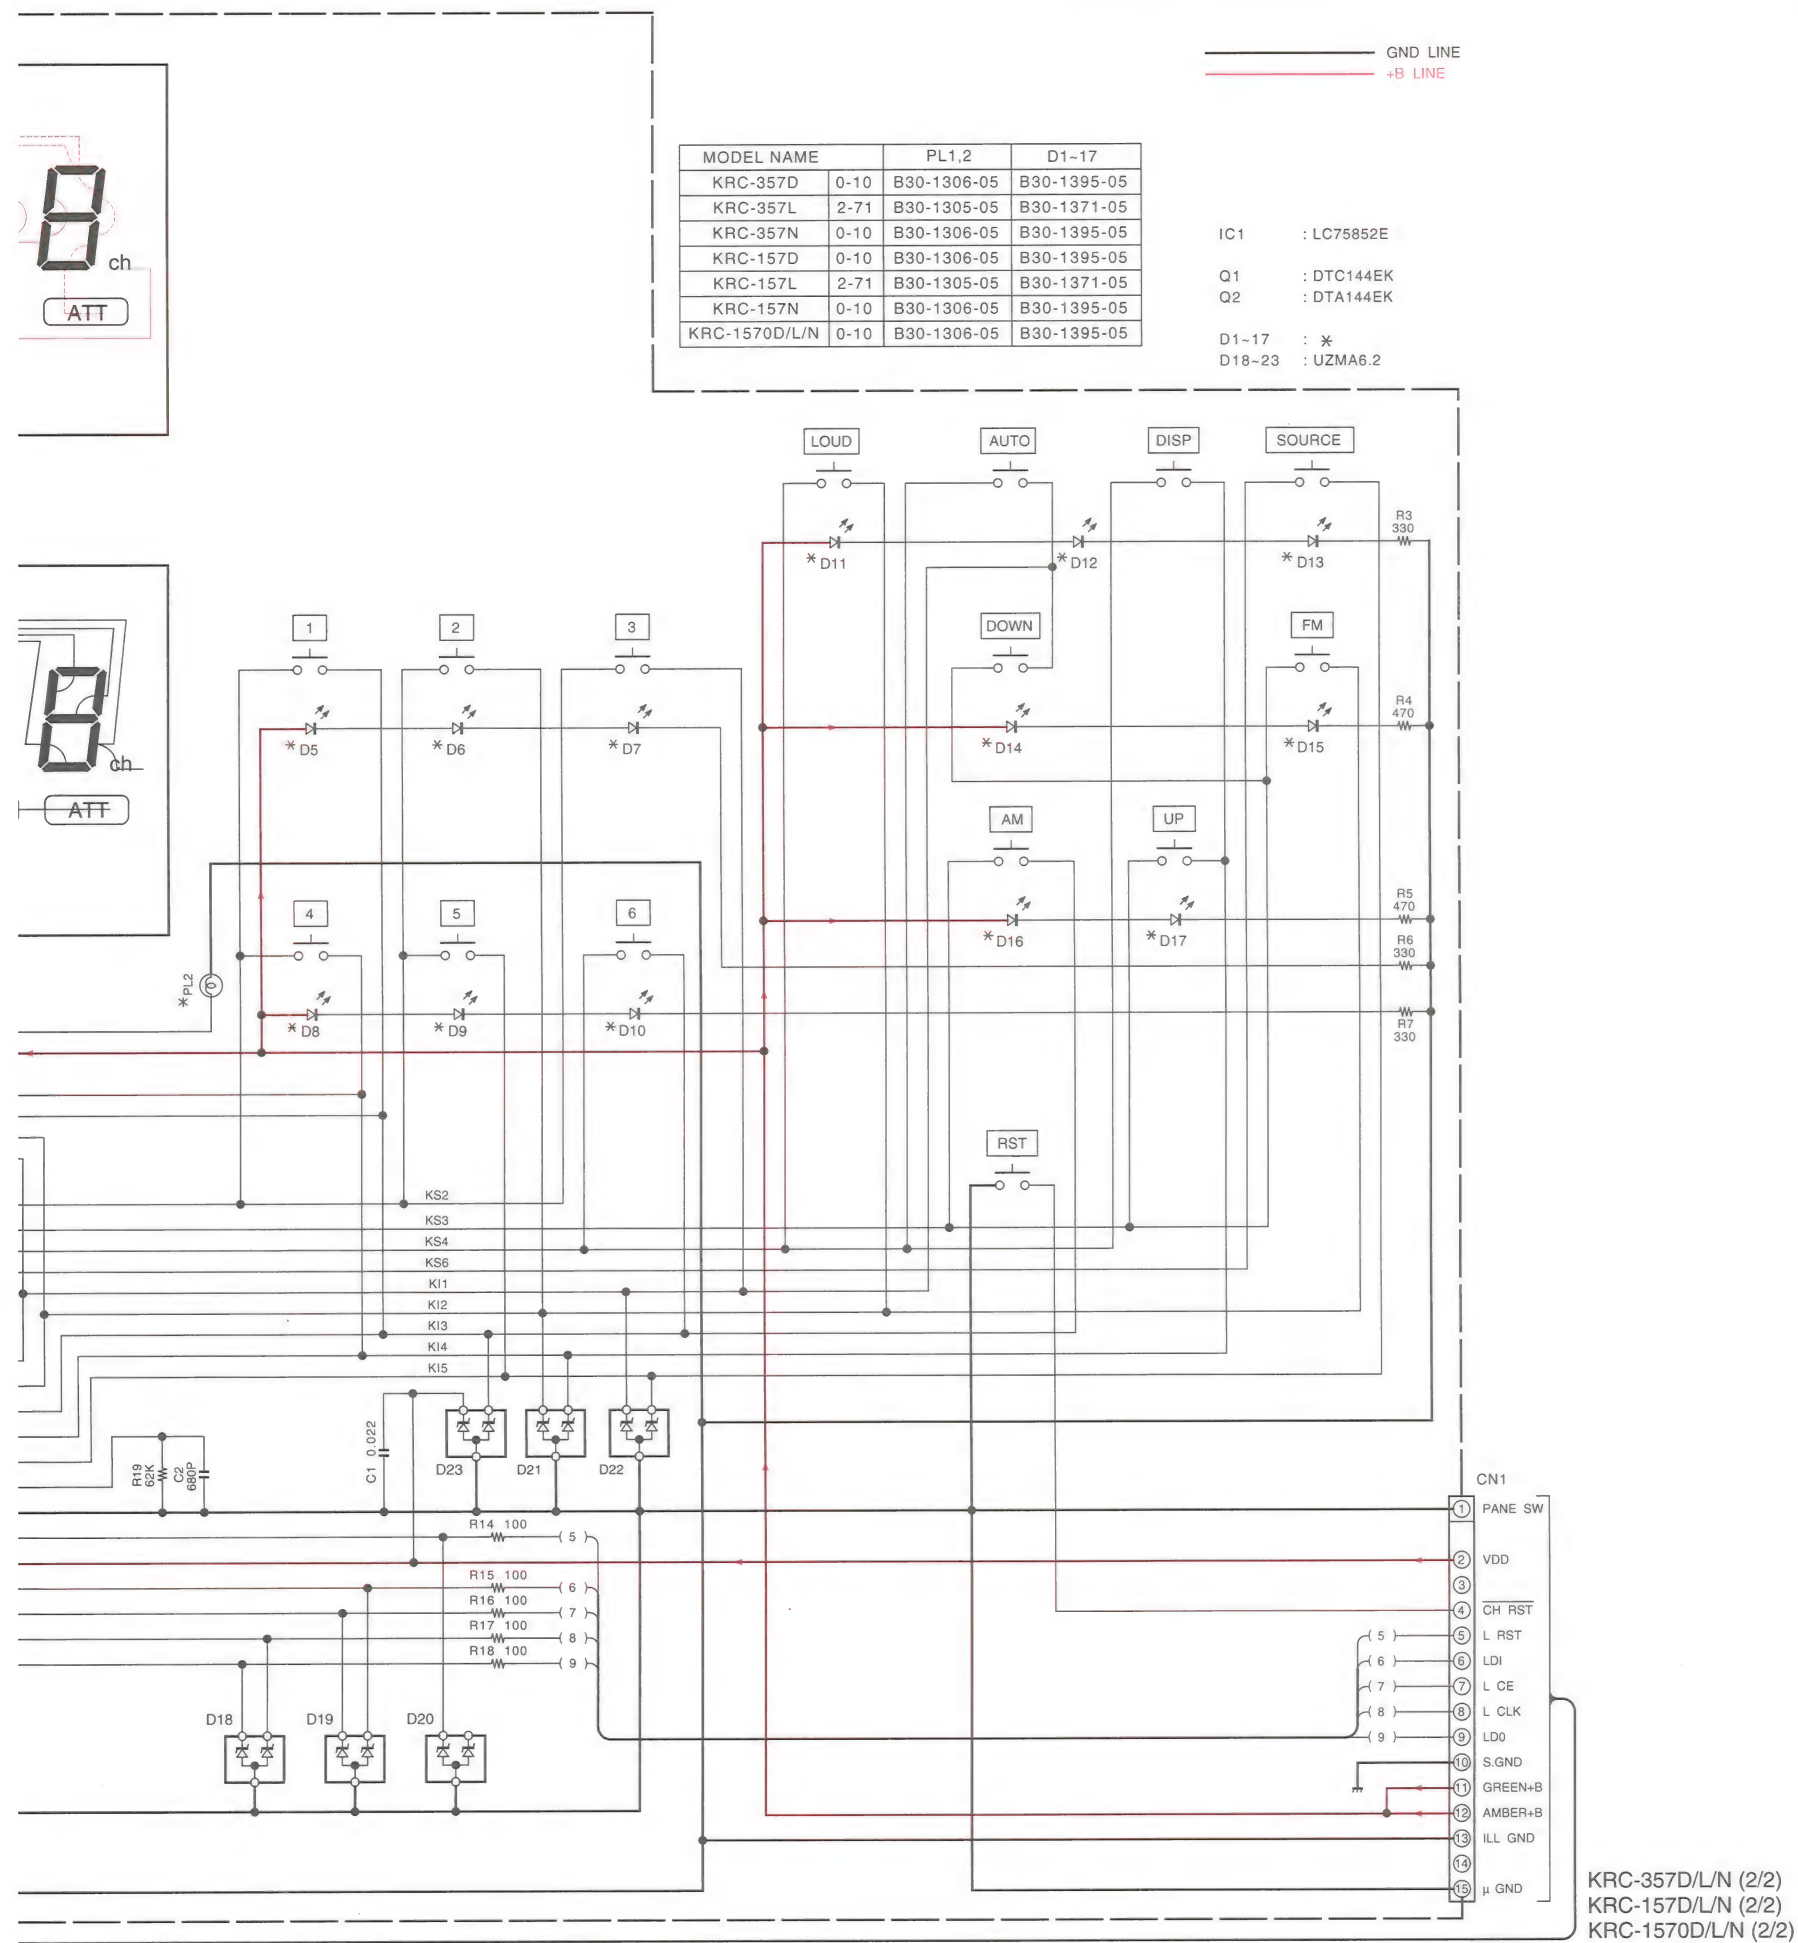 GND LINE
+B LINE
MODEL NAME PL1,2 D1~17
KRC-357D 0-10 B30-1306-05 B30-1395-05
KRC-357L 2-71 B30-1305-05 B30-1371-05
KRC-357N 0-10 B30-1306-05 B30-1395-05
KRC-157D 0-10 B30-1306-05 B30-1395-05
KRC-157L 2-71 B30-1305-05 B30-1371-05
KRC-157N 0-10 B30-1306-05 B30-1395-05
KRC-1570D/L/N 0-10 B30-1306-05 B30-1395-05
IC1 : LC75852E
Q1 : DTC144EK
Q2 : DTA144EK
D1~17 : *
D18~23 : UZMA6.2
ch
ATT
LOUD AUTO DISP SOURCE
R3
330
* D11 * D12 * D13
1 2 3 DOWN FM
R4
470
* D5 * D6 * D7 * D14 * D15
ch
ATT
AM UP
R5
470
4 5 6
* D16 * D17
R6
330
* PL2
* D8 * D9 * D10
R7
330
RST
KS2
KS3
KS4
KS6
KI1
KI2
KI3
KI4
KI5
R19
62K
C2
680P
C1 0.022
D23 D21 D22
CN1
1 PANE SW
R14 100 ( 5 )
2 VDD
R15 100 ( 6 )
3
R16 100 ( 7 )
4 CH RST
R17 100 ( 8 )
( 5 ) 5 L RST
R18 100 ( 9 )
( 6 ) 6 LDI
( 7 ) 7 L CE
( 8 ) 8 L CLK
D18 D19 D20
( 9 ) 9 LD0
10 S.GND
11 GREEN+B
12 AMBER+B
13 ILL GND
14
15 μ GND
KRC-357D/L/N (2/2)
KRC-157D/L/N (2/2)
KRC-1570D/L/N (2/2)